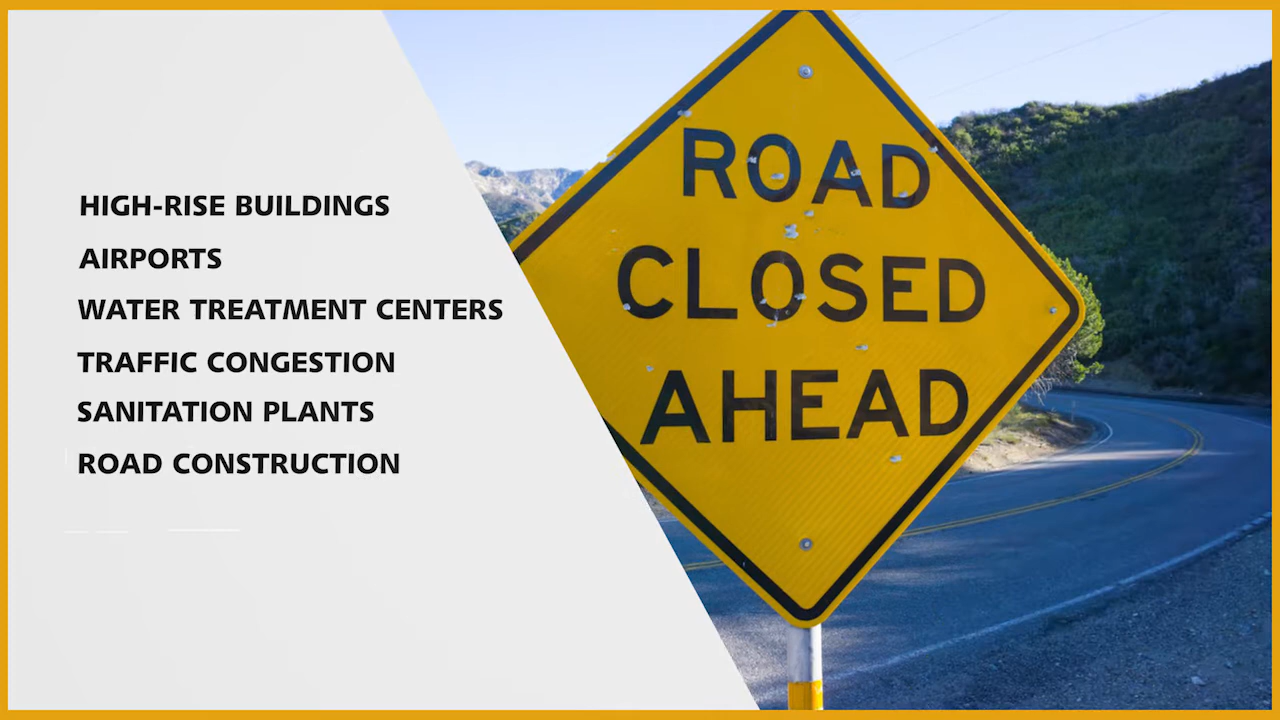 HIGH-RISE BUILDINGS
AIRPORTS
WATER TREATMENT CENTERS
TRAFFIC CONGESTION
SANITATION PLANTS
ROAD CONSTRUCTION
ROAD
CLOSED
AHEAD